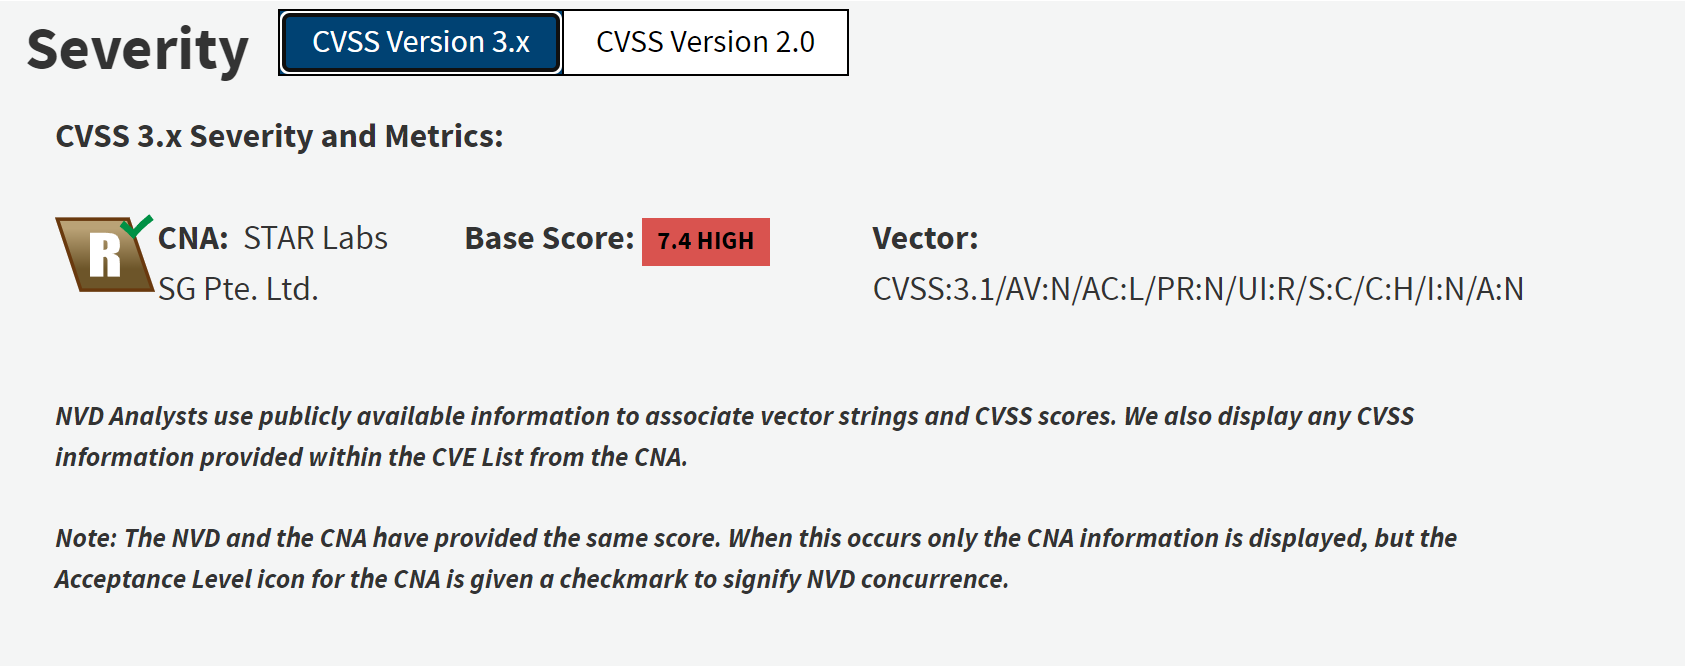 Severity
CVSS Version 3.x
CVSS Version 2.0
CVSS 3.x Severity and Metrics:
R
CNA: STAR Labs
SG Pte. Ltd.
Base Score: 7.4 HIGH
Vector:
CVSS:3.1/AV:N/AC:L/PR:N/UI:R/S:C/C:H/I:N/A:N
NVD Analysts use publicly available information to associate vector strings and CVSS scores. We also display any CVSS
information provided within the CVE List from the CNA.
Note: The NVD and the CNA have provided the same score. When this occurs only the CNA information is displayed, but the
Acceptance Level icon for the CNA is given a checkmark to signify NVD concurrence.